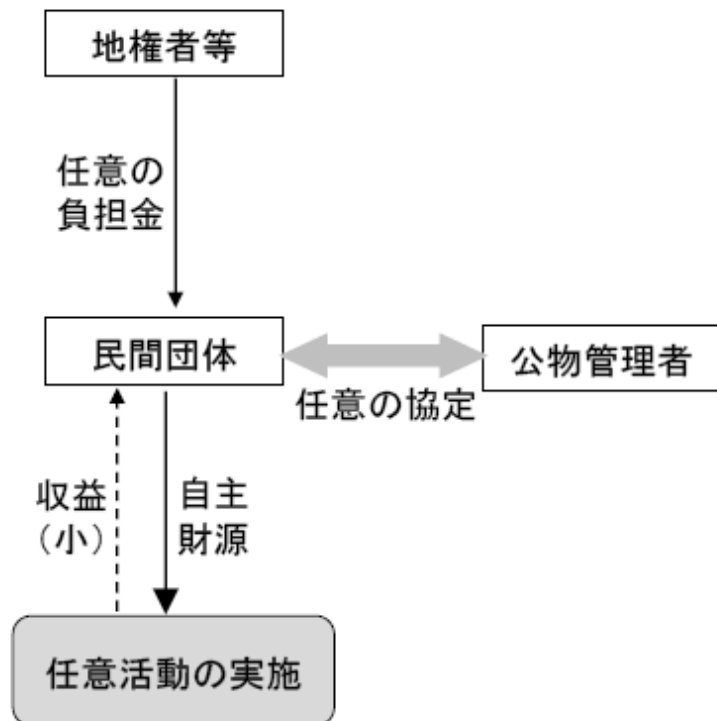 地権者等
任意の
負担金
民間団体
公物管理者
任意の協定
収益
（小）
自主
財源
任意活動の実施